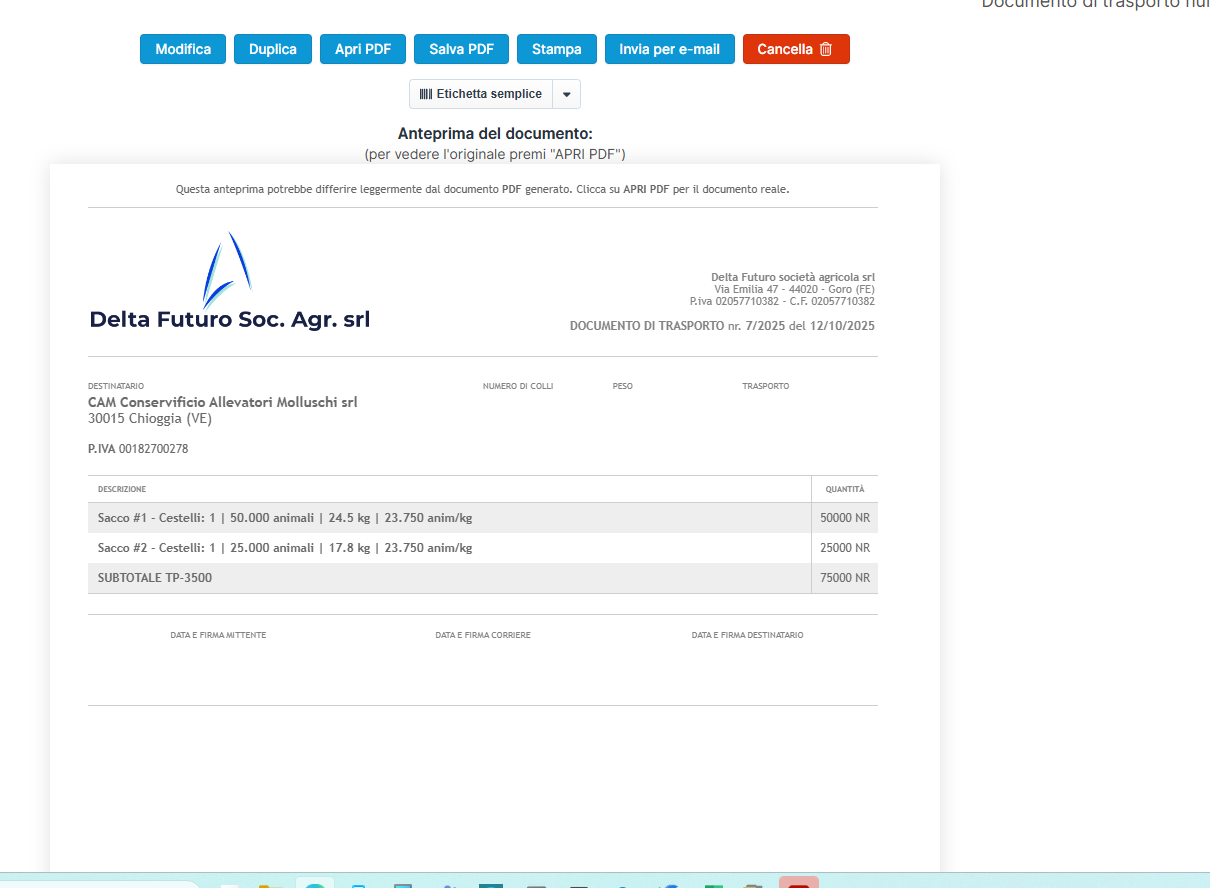 Documento di trasporto
Modifica Duplica Apri PDF Salva PDF Stampa Invia per e-mail Cancella
Etichetta semplice
Anteprima del documento:
(per vedere l'originale premi "APRI PDF")
Questa anteprima potrebbe differire leggermente dal documento PDF generato. Clicca su APRI PDF per il documento reale.
Delta Futuro Soc. Agr. srl
Delta Futuro società agricola srl
Via Emilia 47 - 44020 - Goro (FE)
P.iva 02057710382 - C.F. 02057710382
DOCUMENTO DI TRASPORTO nr. 7/2025 del 12/10/2025
DESTINATARIO NUMERO DI COLLI PESO TRASPORTO
CAM Conservificio Allevatori Molluschi srl
30015 Chioggia (VE)
P.IVA 00182700278
DESCRIZIONE QUANTITÀ
Sacco #1 - Cestelli: 1 | 50.000 animali | 24.5 kg | 23.750 anim/kg 50000 NR
Sacco #2 - Cestelli: 1 | 25.000 animali | 17.8 kg | 23.750 anim/kg 25000 NR
SUBTOTALE TP-3500 75000 NR
DATA E FIRMA MITTENTE DATA E FIRMA CORRIERE DATA E FIRMA DESTINATARIO